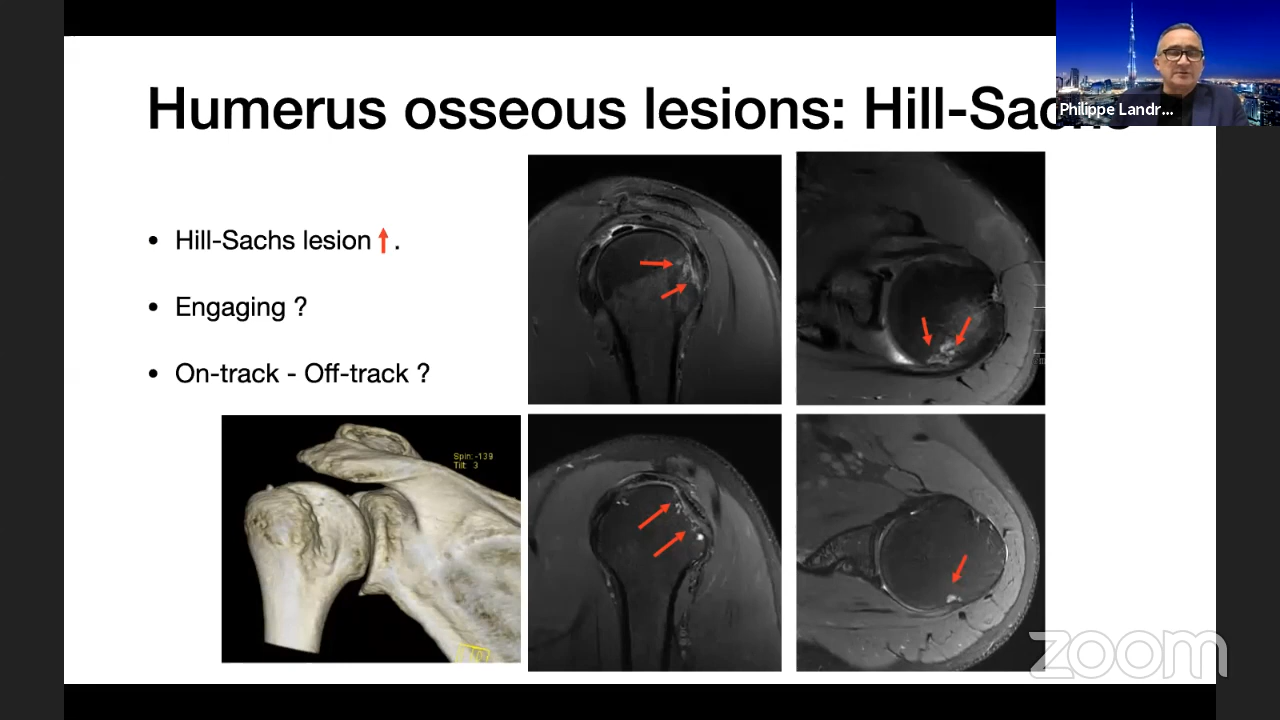 Humerus osseous lesions: Hill-Sachs
Philippe Landr...
• Hill-Sachs lesion .
• Engaging ?
• On-track - Off-track ?
Spin: -139
Tilt: 3
zoom